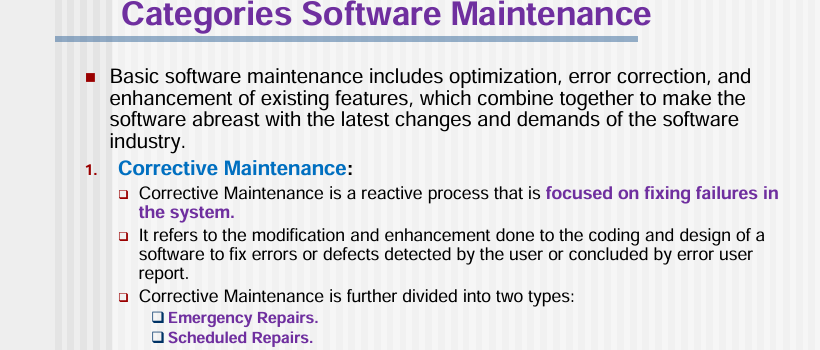 Categories Software Maintenance
Basic software maintenance includes optimization, error correction, and
enhancement of existing features, which combine together to make the
software abreast with the latest changes and demands of the software
industry.
1. Corrective Maintenance:
Corrective Maintenance is a reactive process that is focused on fixing failures in
the system.
It refers to the modification and enhancement done to the coding and design of a
software to fix errors or defects detected by the user or concluded by error user
report.
Corrective Maintenance is further divided into two types:
Emergency Repairs.
Scheduled Repairs.